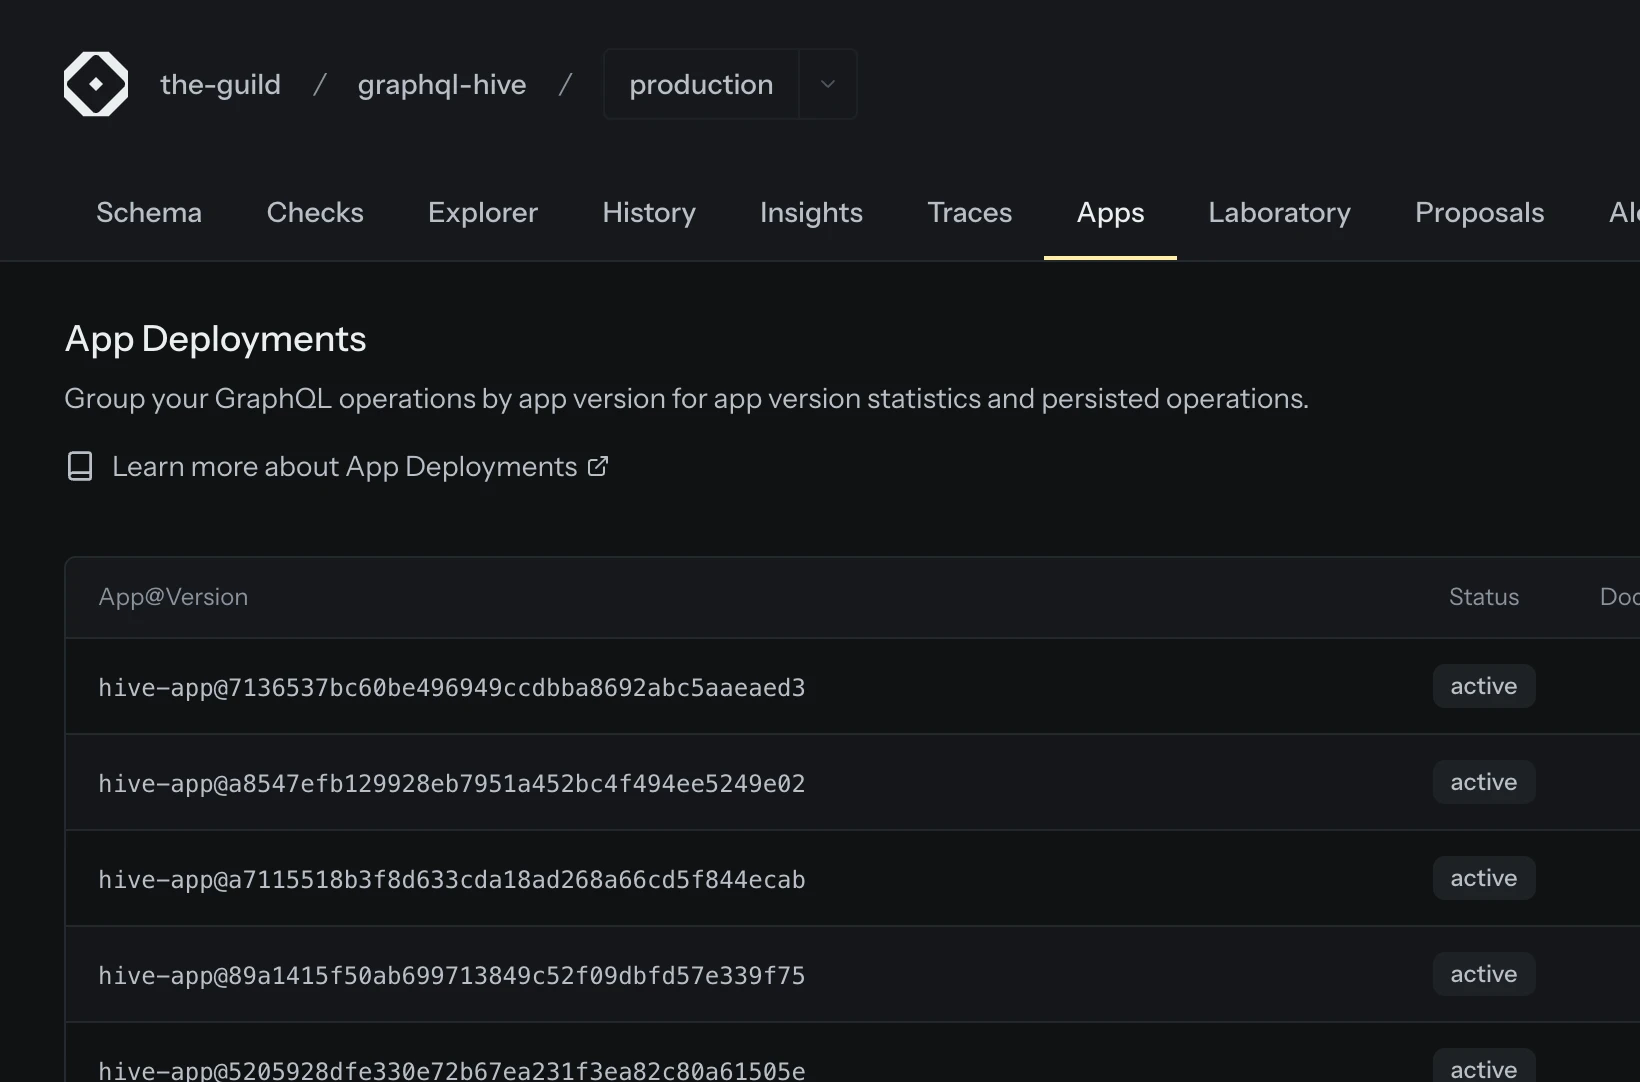 the-guild / graphql-hive / production
Schema Checks Explorer History Insights Traces Apps Laboratory Proposals
App Deployments
Group your GraphQL operations by app version for app version statistics and persisted operations.
Learn more about App Deployments
App@Version Status
hive-app@7136537bc60be496949ccdbba8692abc5aaeaed3 active
hive-app@a8547efb129928eb7951a452bc4f494ee5249e02 active
hive-app@a7115518b3f8d633cda18ad268a66cd5f844ecab active
hive-app@89a1415f50ab699713849c52f09dbfd57e339f75 active
hive-app@5205928dfe330e72b67ea231f3ea82c80a61505e active